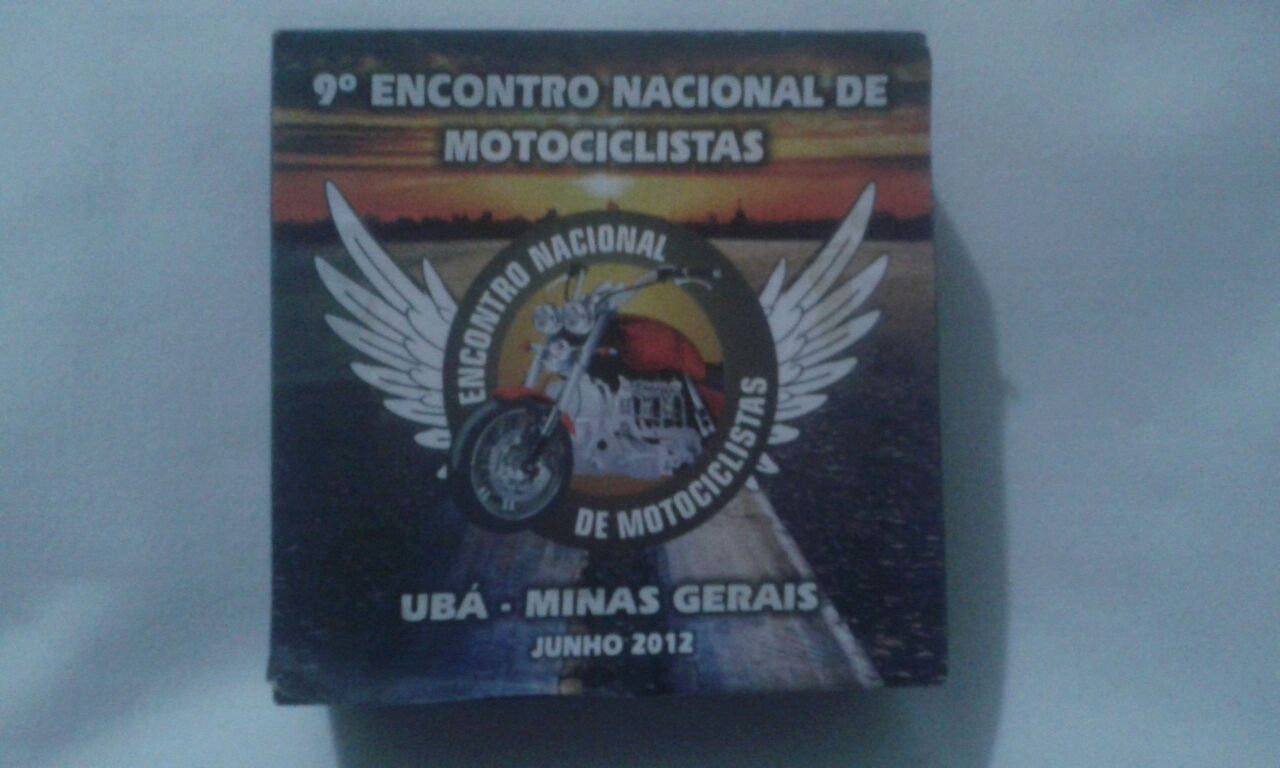 9º ENCONTRO NACIONAL DE
MOTOCICLISTAS
ENCONTRO NACIONAL
DE MOTOCICLISTAS
UBÁ - MINAS GERAIS
JUNHO 2012